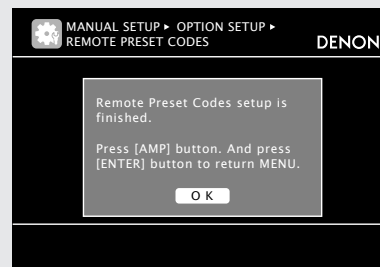 MANUAL SETUP ▸ OPTION SETUP ▸
REMOTE PRESET CODES
DENON
Remote Preset Codes setup is
finished.
Press [AMP] button. And press
[ENTER] button to return MENU.
OK